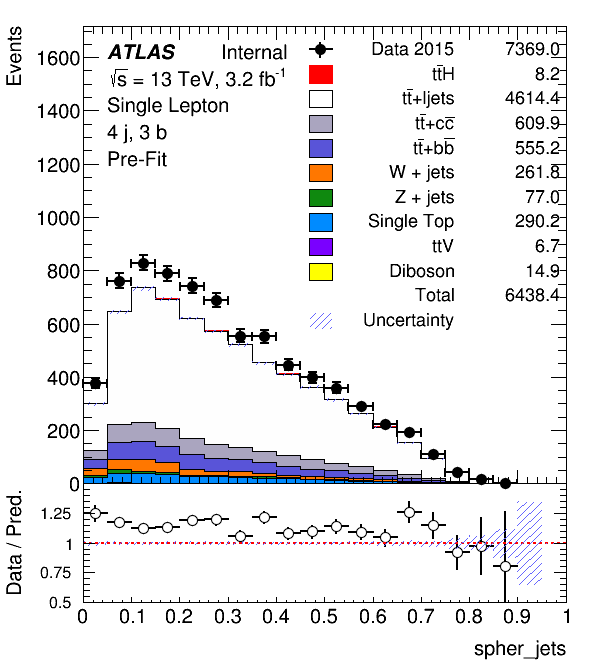 Events
ATLAS Internal
√s = 13 TeV, 3.2 fb⁻¹
Single Lepton
4 j, 3 b
Pre-Fit
Data 2015 7369.0
tt̄H 8.2
tt̄+ljets 4614.4
tt̄+cc̄ 609.9
tt̄+bb̄ 555.2
W + jets 261.8
Z + jets 77.0
Single Top 290.2
ttV 6.7
Diboson 14.9
Total 6438.4
Uncertainty
1600
1400
1200
1000
800
600
400
200
0
Data / Pred.
1.25
1
0.75
0.5
0 0.1 0.2 0.3 0.4 0.5 0.6 0.7 0.8 0.9 1
spher_jets